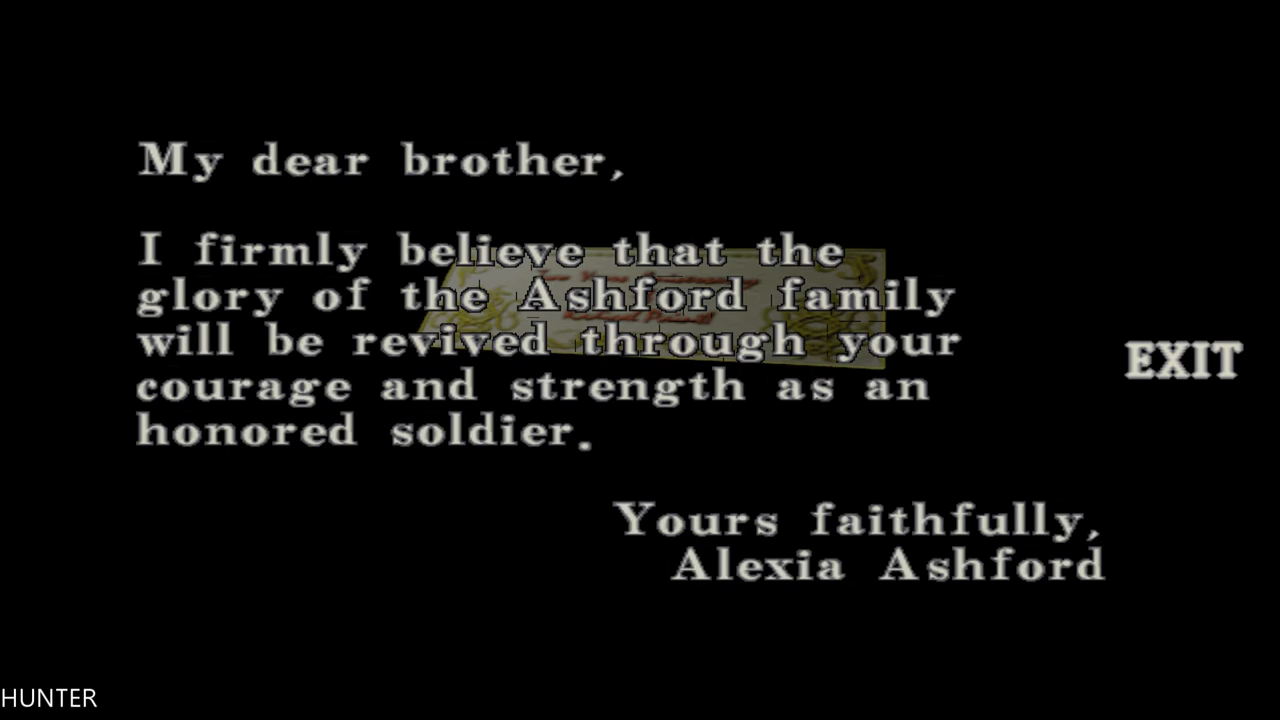 My dear brother,
I firmly believe that the
glory of the Ashford family
will be revived through your
courage and strength as an
honored soldier.
Yours faithfully,
Alexia Ashford
EXIT
HUNTER